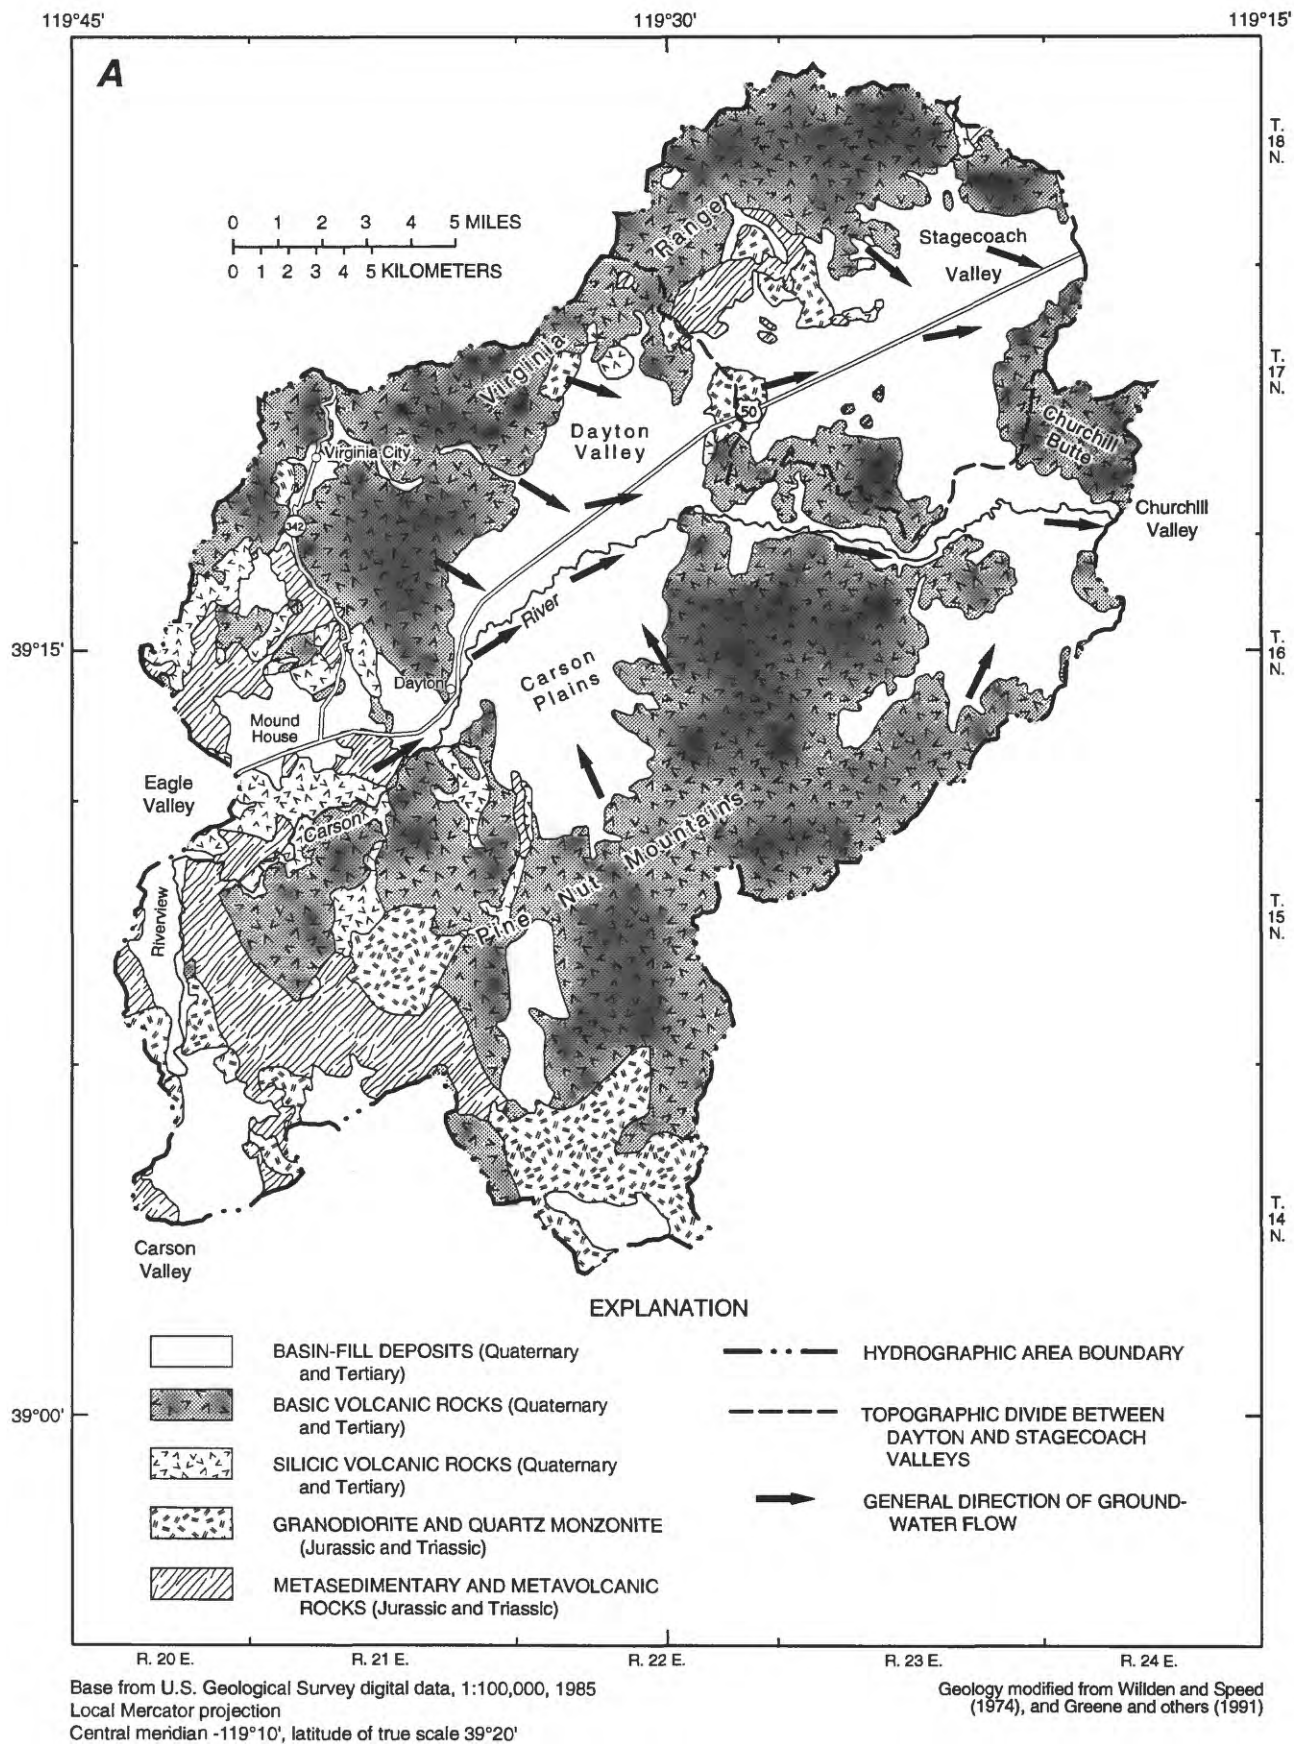 119°45'
119°30'
119°15'
A
T.
18
N.
0 1 2 3 4 5 MILES
0 1 2 3 4 5 KILOMETERS
Range
Stagecoach
Valley
T.
17
N.
Virginia
50
Dayton
Valley
Churchill
Butte
Virginia City
342
Churchill
Valley
River
39°15'
T.
16
N.
Carson
Plains
Dayton
Mound
House
Eagle
Valley
Carson
Pine Nut Mountains
Riverview
T.
15
N.
T.
14
N.
Carson
Valley
EXPLANATION
BASIN-FILL DEPOSITS (Quaternary
and Tertiary)
BASIC VOLCANIC ROCKS (Quaternary
and Tertiary)
SILICIC VOLCANIC ROCKS (Quaternary
and Tertiary)
GRANODIORITE AND QUARTZ MONZONITE
(Jurassic and Triassic)
METASEDIMENTARY AND METAVOLCANIC
ROCKS (Jurassic and Triassic)
HYDROGRAPHIC AREA BOUNDARY
TOPOGRAPHIC DIVIDE BETWEEN
DAYTON AND STAGECOACH
VALLEYS
GENERAL DIRECTION OF GROUND-
WATER FLOW
39°00'
R. 20 E.
R. 21 E.
R. 22 E.
R. 23 E.
R. 24 E.
Base from U.S. Geological Survey digital data, 1:100,000, 1985
Local Mercator projection
Central meridian -119°10', latitude of true scale 39°20'
Geology modified from Willden and Speed
(1974), and Greene and others (1991)